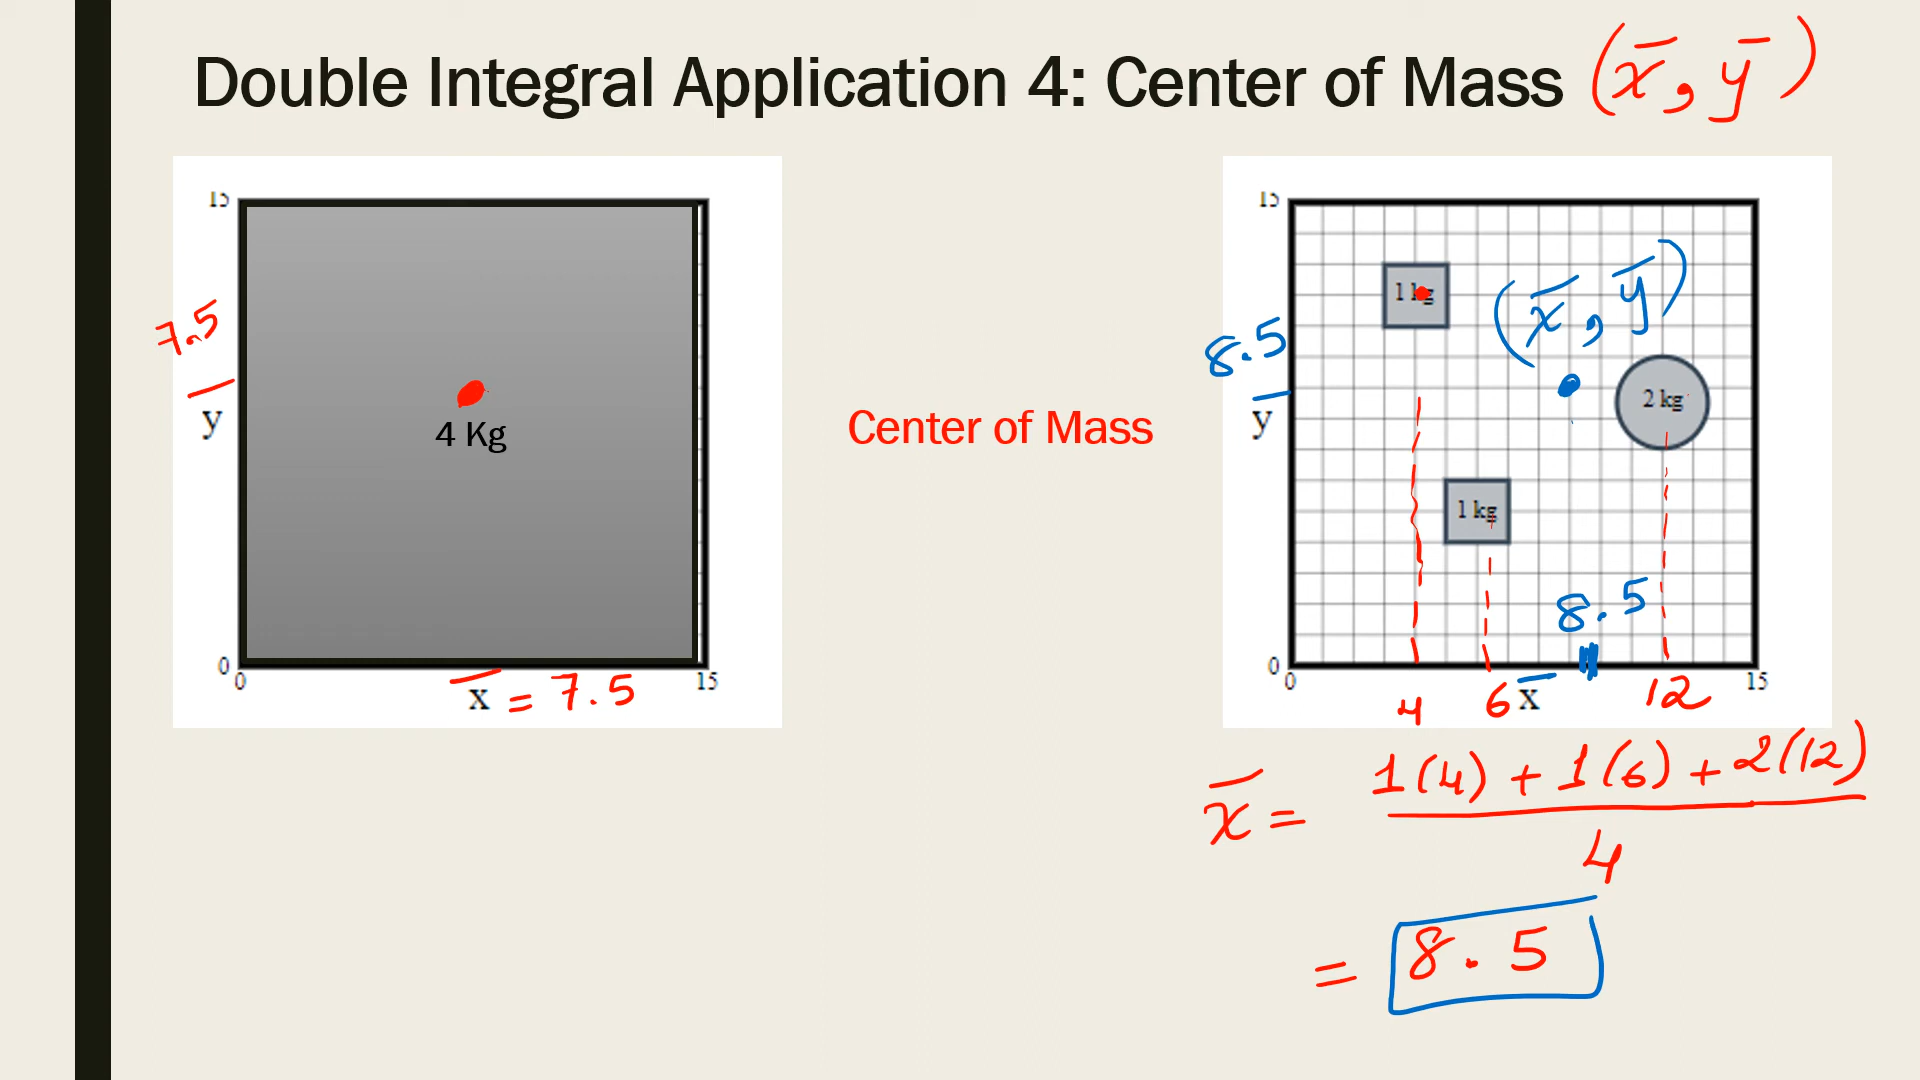 Double Integral Application 4: Center of Mass (x̄, ȳ)
15
7.5
ȳ
4 Kg
0
0
x̄ = 7.5
15
Center of Mass
15
1 kg
(x̄, ȳ)
8.5
ȳ
2 kg
1 kg
8.5
0
0
4
6
x̄
12
15
x̄ = 1(4) + 1(6) + 2(12)
4
= 8.5